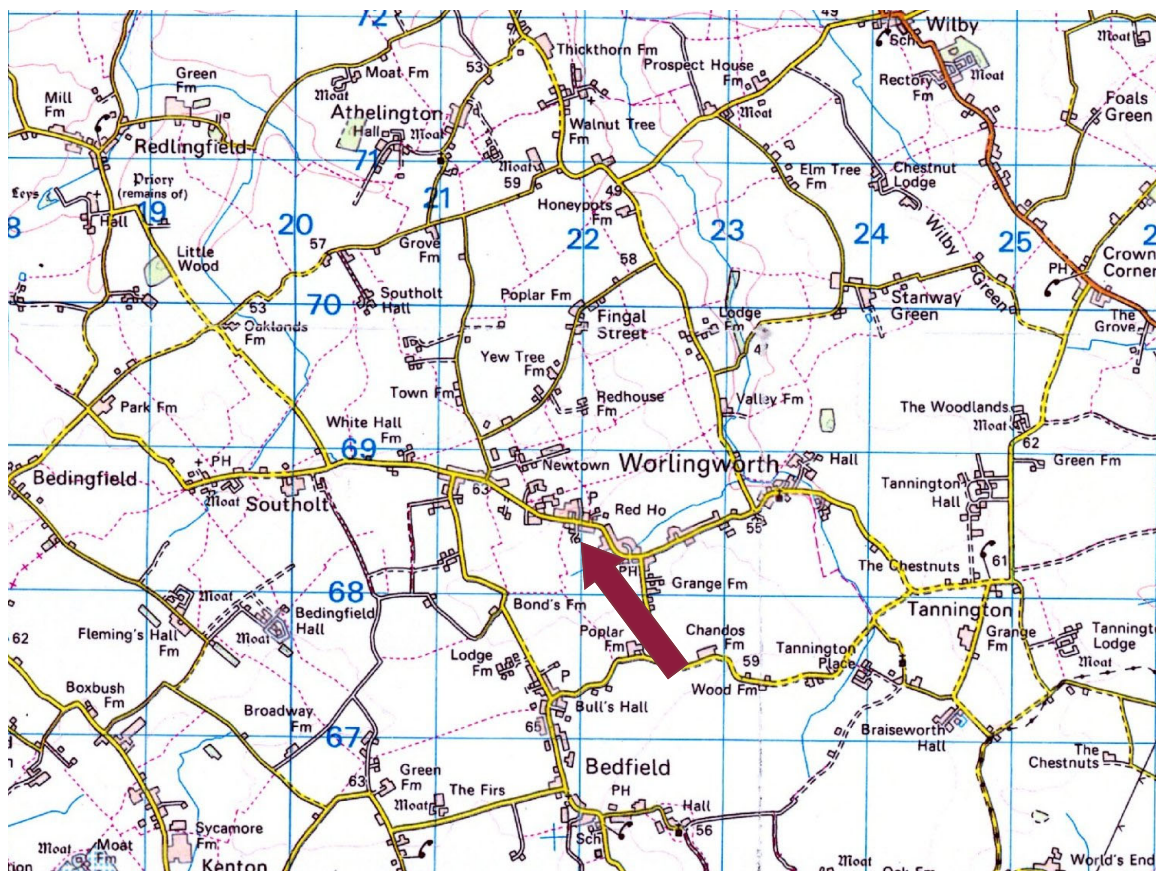 72
49
Wilby
Sch
Thickthorn Fm
Moat Fm
Moat
53
Prospect House
Fm
Moat
Rectory
Fm
Moat
Moat
Green
Fm
Mill
Fm
Athelington
Hall
Moat
Walnut Tree
Fm
Foals
Green
Redlingfield
71
Moat
59
Elm Tree
Fm
Chestnut
Lodge
Leys
Priory
(remains of)
Hall
19
20
21
49
Honeypots
Fm
22
23
24
Wilby
Green
25
8
57
Grove
Fm
58
PH
Crown
Corner
Little
Wood
53
Southolt
Hall
70
Poplar Fm
Fingal
Street
Lodge
Fm
Stanway
Green
The
Grove
Oaklands
Fm
Yew Tree
Fm
Town Fm
Redhouse
Fm
Valley Fm
Park Fm
White Hall
Fm
The Woodlands
62
PH
69
Newtown
Worlingworth
Hall
Green Fm
Bedingfield
Moat
Southolt
63
P
Red Ho
55
Tannington
Hall
PH
Grange Fm
The Chestnuts
61
68
Bond's Fm
Tannington
Moat
Bedingfield
Hall
Moat
62
Fleming's Hall
Fm
Poplar
Fm
Chandos
Fm
59
Tannington
Place
Grange
Fm
Tannington
Lodge
Moat
Lodge
Fm
P
Wood Fm
Boxbush
Fm
Broadway
Fm
Bull's Hall
65
Braiseworth
Hall
67
Bedfield
The
Chestnuts
63
Green
Fm
Moat
The Firs
PH
Hall
56
Sch
Sycamore
Fm
Moat
Moat
Fm
Kenton
Moat
Oak Fm
World's End